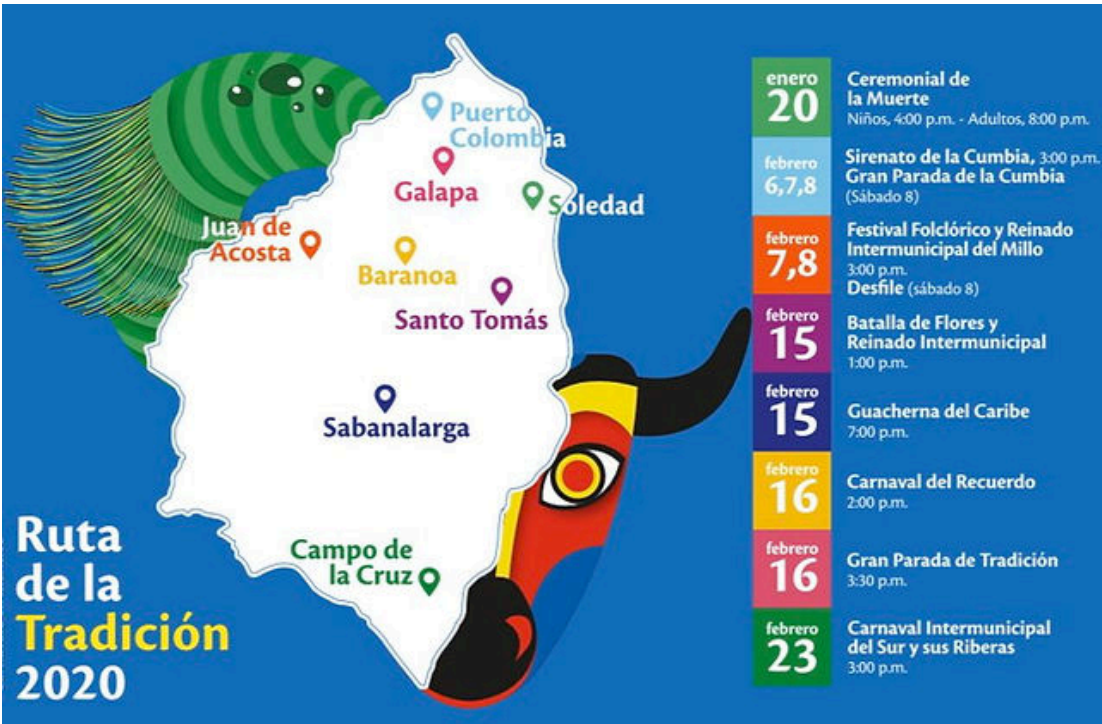 Puerto
Colombia
Galapa
Soledad
Juan de
Acosta
Baranoa
Santo Tomás
Sabanalarga
Campo de
la Cruz
Ruta
de la
Tradición
2020
enero
20
Ceremonial de
la Muerte
Niños, 4:00 p.m. - Adultos, 8:00 p.m.
febrero
6,7,8
Sirenato de la Cumbia, 3:00 p.m.
Gran Parada de la Cumbia
(Sábado 8)
febrero
7,8
Festival Folclórico y Reinado
Intermunicipal del Millo
3:00 p.m.
Desfile (sábado 8)
febrero
15
Batalla de Flores y
Reinado Intermunicipal
1:00 p.m.
febrero
15
Guacherna del Caribe
7:00 p.m.
febrero
16
Carnaval del Recuerdo
2:00 p.m.
febrero
16
Gran Parada de Tradición
3:30 p.m.
febrero
23
Carnaval Intermunicipal
del Sur y sus Riberas
3:00 p.m.